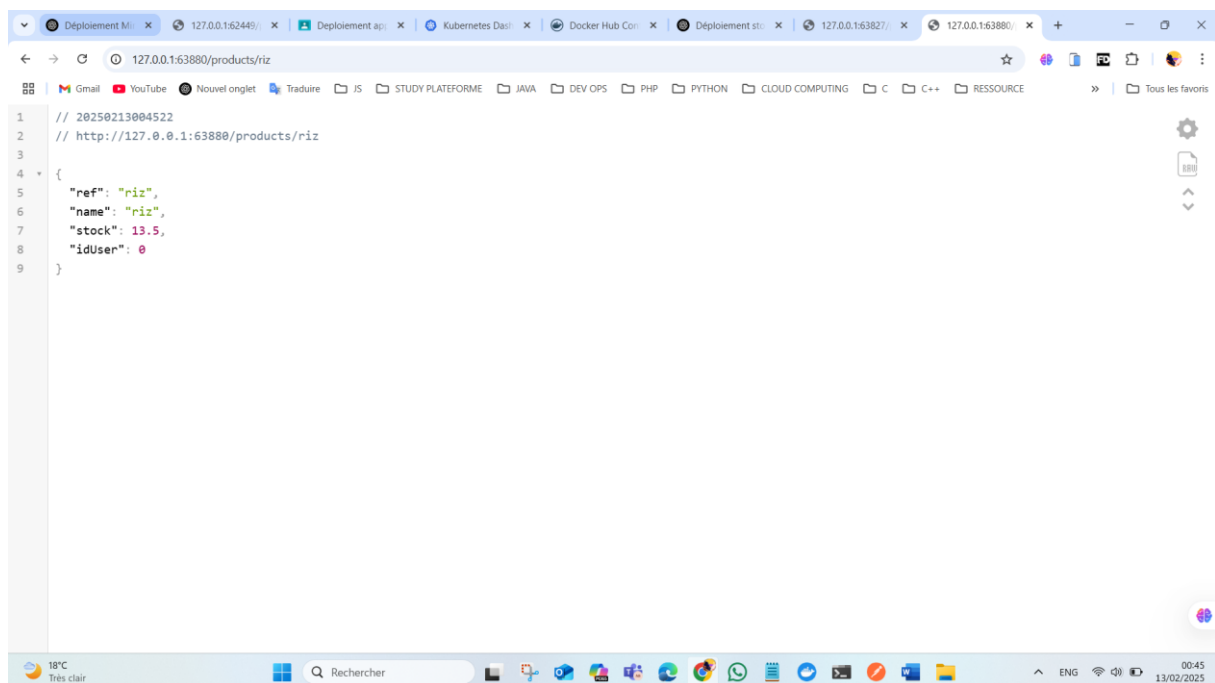 Déploiement Mi
127.0.0.1:62449/
Deploiement ap
Kubernetes Dash
Docker Hub Con
Déploiement sto
127.0.0.1:63827/
127.0.0.1:63880/
127.0.0.1:63880/products/riz
Gmail YouTube Nouvel onglet Traduire JS STUDY PLATEFORME JAVA DEV OPS PHP PYTHON CLOUD COMPUTING C C++ RESSOURCE » Tous les favoris
1 // 20250213004522
2 // http://127.0.0.1:63880/products/riz
3
4 {
5 "ref": "riz",
6 "name": "riz",
7 "stock": 13.5,
8 "idUser": 0
9 }
RAW
18°C
Très clair
Rechercher
ENG
00:45
13/02/2025